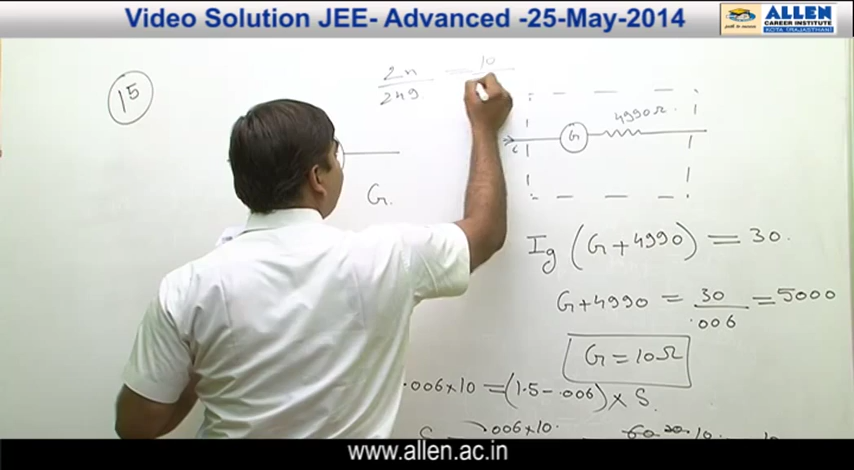 Video Solution JEE- Advanced -25-May-2014
ALLEN
CAREER INSTITUTE
KOTA (RAJASTHAN)
15
2n/249 = 10
G
4990Ω
i
G.
Ig (G+4990) = 30.
G+4990 = 30/.006 = 5000
G = 10Ω
.006×10 = (1.5-.006) × S.
.006×10.
www.allen.ac.in